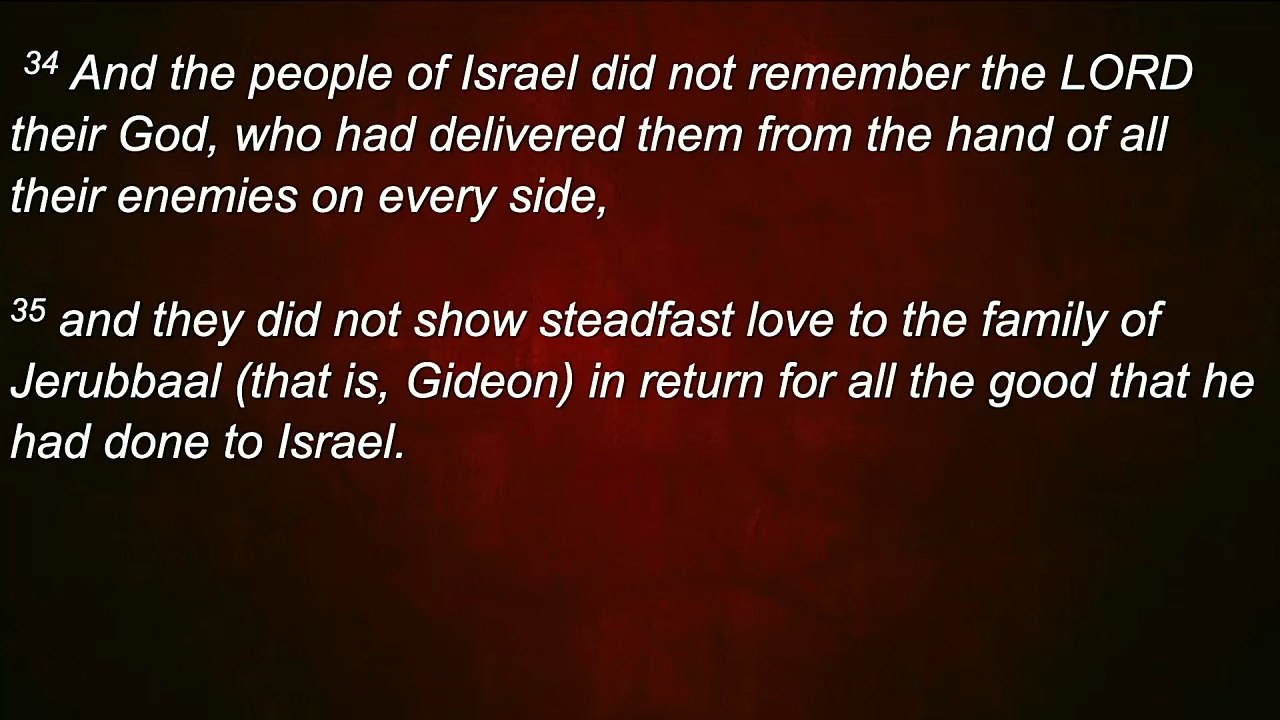 34 And the people of Israel did not remember the LORD
their God, who had delivered them from the hand of all
their enemies on every side,
35 and they did not show steadfast love to the family of
Jerubbaal (that is, Gideon) in return for all the good that he
had done to Israel.